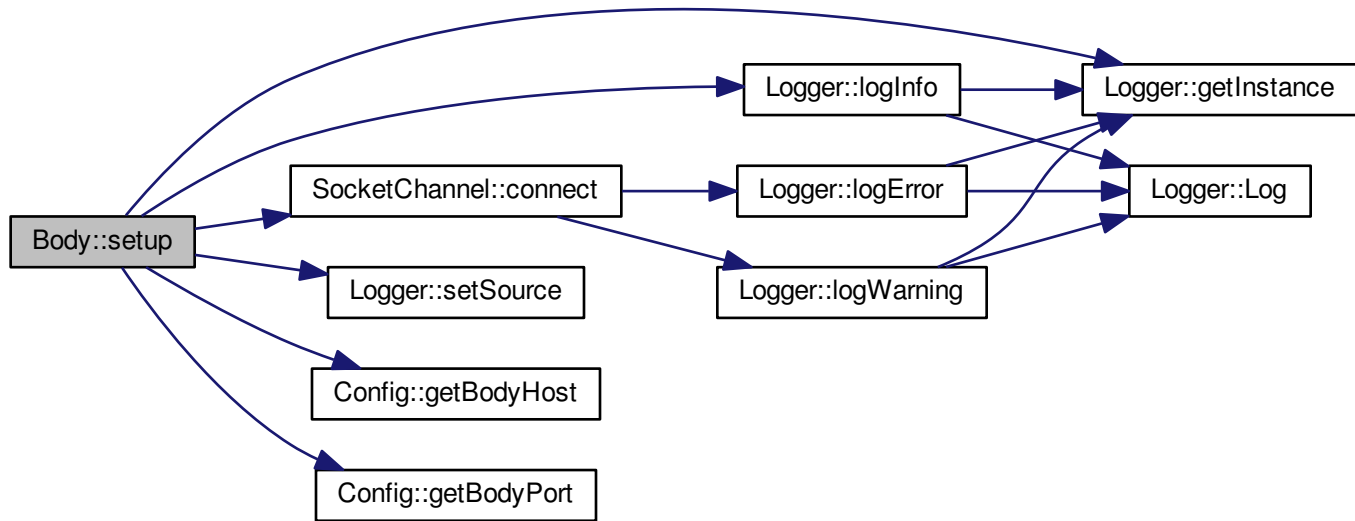 Body::setup
Logger::logInfo
Logger::getInstance
SocketChannel::connect
Logger::logError
Logger::Log
Logger::setSource
Logger::logWarning
Config::getBodyHost
Config::getBodyPort